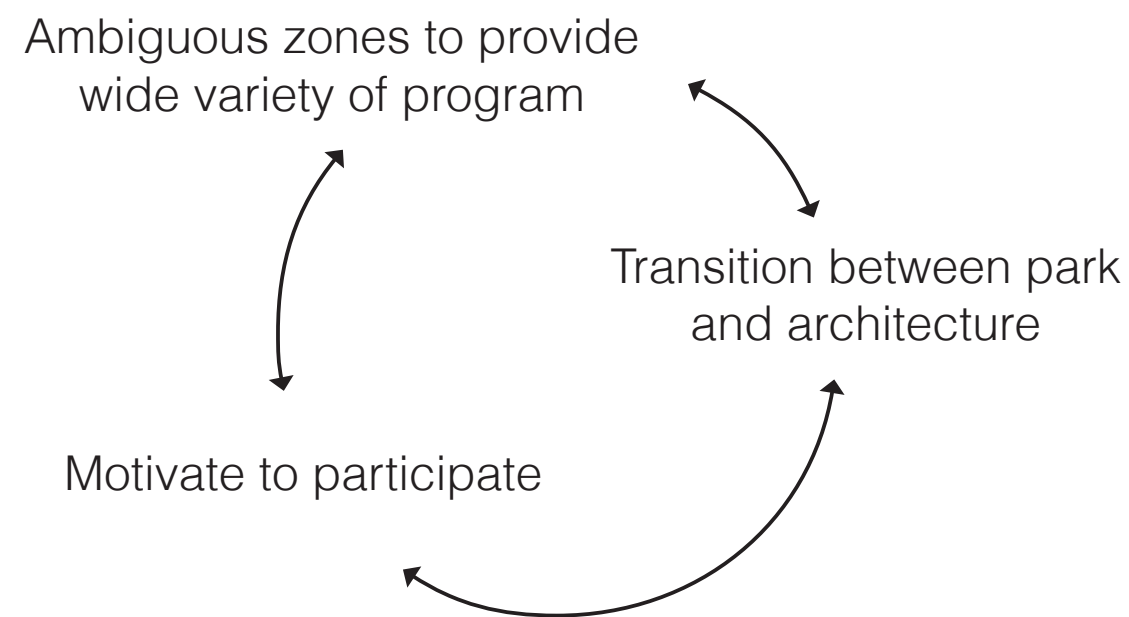 Ambiguous zones to provide
wide variety of program
Transition between park
and architecture
Motivate to participate